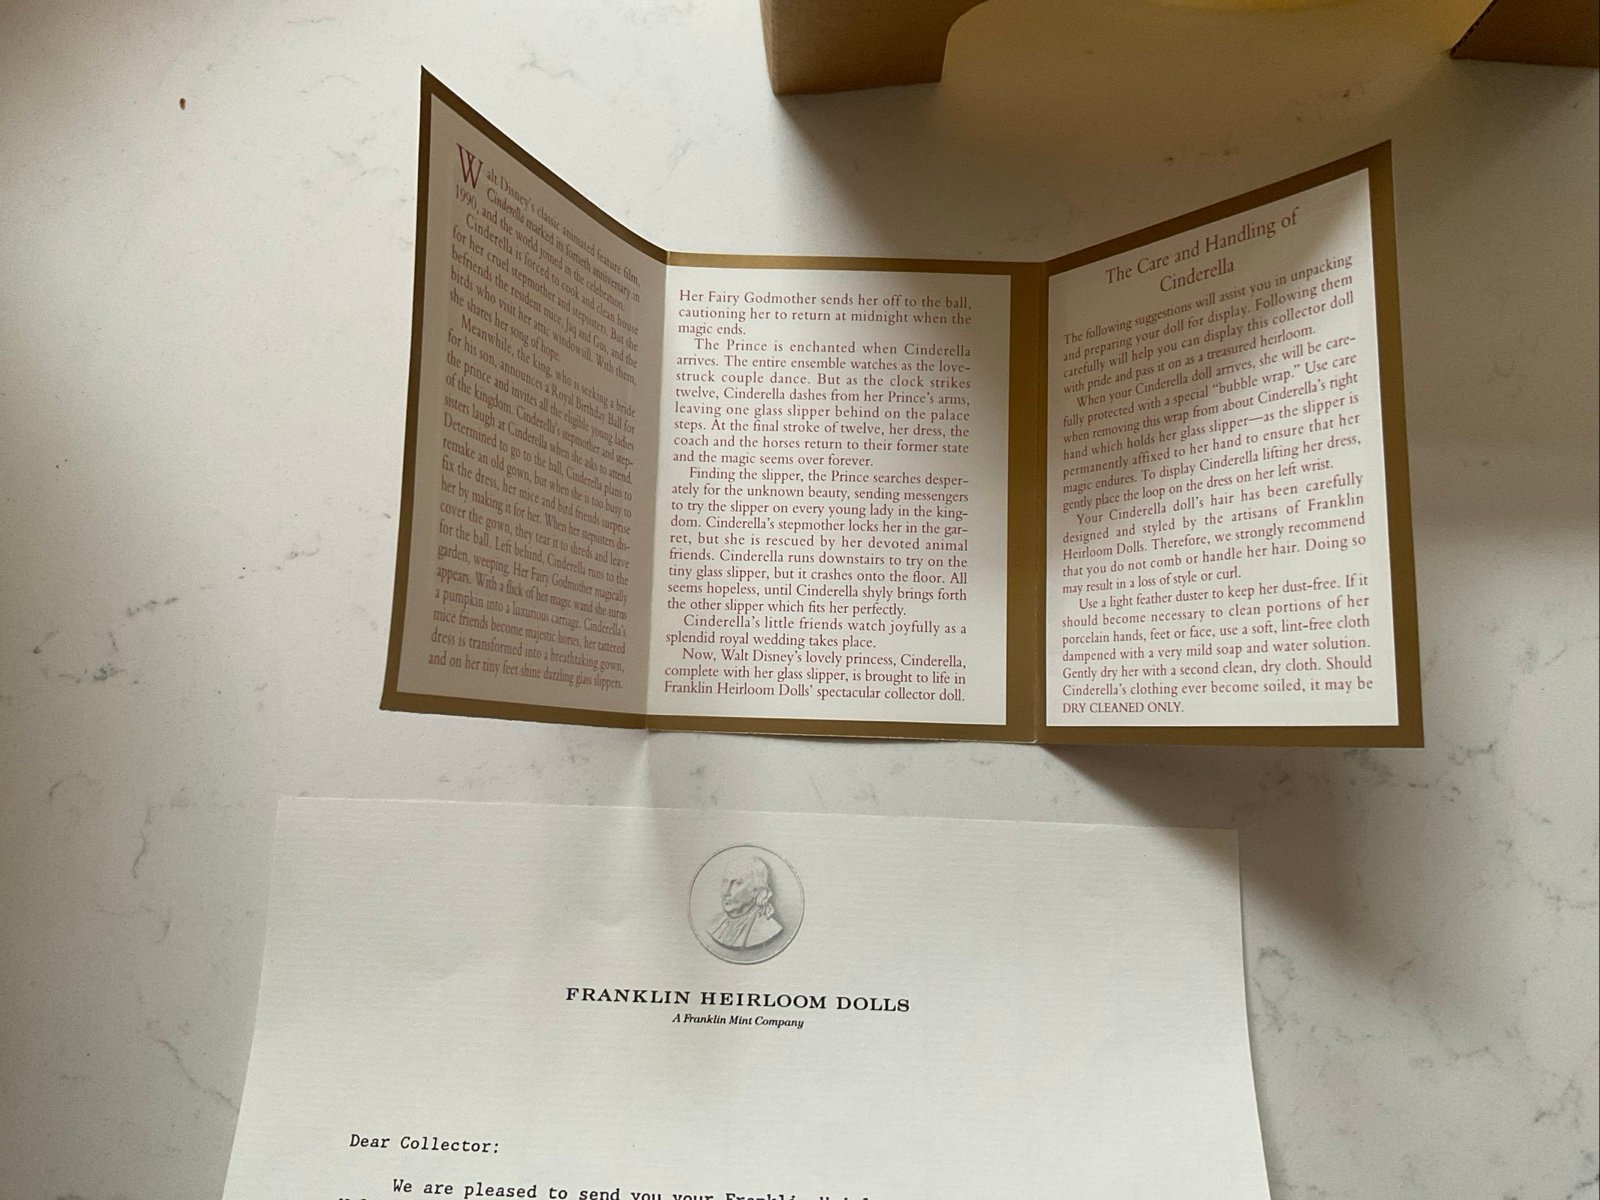 Walt Disney's classic animated feature film,
Cinderella marked its fortieth anniversary in
1990, and the world joined in the celebration.
Cinderella is forced to cook and clean house
for her cruel stepmother and stepsisters. But she
befriends the resident mice, Jaq and Gus, and the
birds who visit her attic windowsill. With them,
she shares her song of hope.
Meanwhile, the king, who is seeking a bride
for his son, announces a Royal Birthday Ball for
the prince and invites all the eligible young ladies
of the kingdom. Cinderella's stepmother and step-
sisters laugh at Cinderella when she asks to attend.
Determined to go to the ball, Cinderella plans to
remake an old gown, but when she is too busy to
fix the dress, her mice and bird friends surprise
her by making it for her. When her stepsisters dis-
cover the gown, they tear it to shreds and leave
for the ball. Left behind, Cinderella runs to the
garden, weeping. Her Fairy Godmother magically
appears. With a flick of her magic wand she turns
a pumpkin into a luxurious carriage. Cinderella's
mice friends become majestic horses, her tattered
dress is transformed into a breathtaking gown,
and on her tiny feet shine dazzling glass slippers.
Her Fairy Godmother sends her off to the ball,
cautioning her to return at midnight when the
magic ends.
The Prince is enchanted when Cinderella
arrives. The entire ensemble watches as the love-
struck couple dance. But as the clock strikes
twelve, Cinderella dashes from her Prince's arms,
leaving one glass slipper behind on the palace
steps. At the final stroke of twelve, her dress, the
coach and the horses return to their former state
and the magic seems over forever.
Finding the slipper, the Prince searches desper-
ately for the unknown beauty, sending messengers
to try the slipper on every young lady in the king-
dom. Cinderella's stepmother locks her in the gar-
ret, but she is rescued by her devoted animal
friends. Cinderella runs downstairs to try on the
tiny glass slipper, but it crashes onto the floor. All
seems hopeless, until Cinderella shyly brings forth
the other slipper which fits her perfectly.
Cinderella's little friends watch joyfully as a
splendid royal wedding takes place.
Now, Walt Disney's lovely princess, Cinderella,
complete with her glass slipper, is brought to life in
Franklin Heirloom Dolls' spectacular collector doll.
The Care and Handling of
Cinderella
The following suggestions will assist you in unpacking
and preparing your doll for display. Following them
carefully will help you can display this collector doll
with pride and pass it on as a treasured heirloom.
When your Cinderella doll arrives, she will be care-
fully protected with a special "bubble wrap." Use care
when removing this wrap from about Cinderella's right
hand which holds her glass slipper—as the slipper is
permanently affixed to her hand to ensure that her
magic endures. To display Cinderella lifting her dress,
gently place the loop on the dress on her left wrist.
Your Cinderella doll's hair has been carefully
designed and styled by the artisans of Franklin
Heirloom Dolls. Therefore, we strongly recommend
that you do not comb or handle her hair. Doing so
may result in a loss of style or curl.
Use a light feather duster to keep her dust-free. If it
should become necessary to clean portions of her
porcelain hands, feet or face, use a soft, lint-free cloth
dampened with a very mild soap and water solution.
Gently dry her with a second clean, dry cloth. Should
Cinderella's clothing ever become soiled, it may be
DRY CLEANED ONLY.
FRANKLIN HEIRLOOM DOLLS
A Franklin Mint Company
Dear Collector:
We are pleased to send you your Franklin